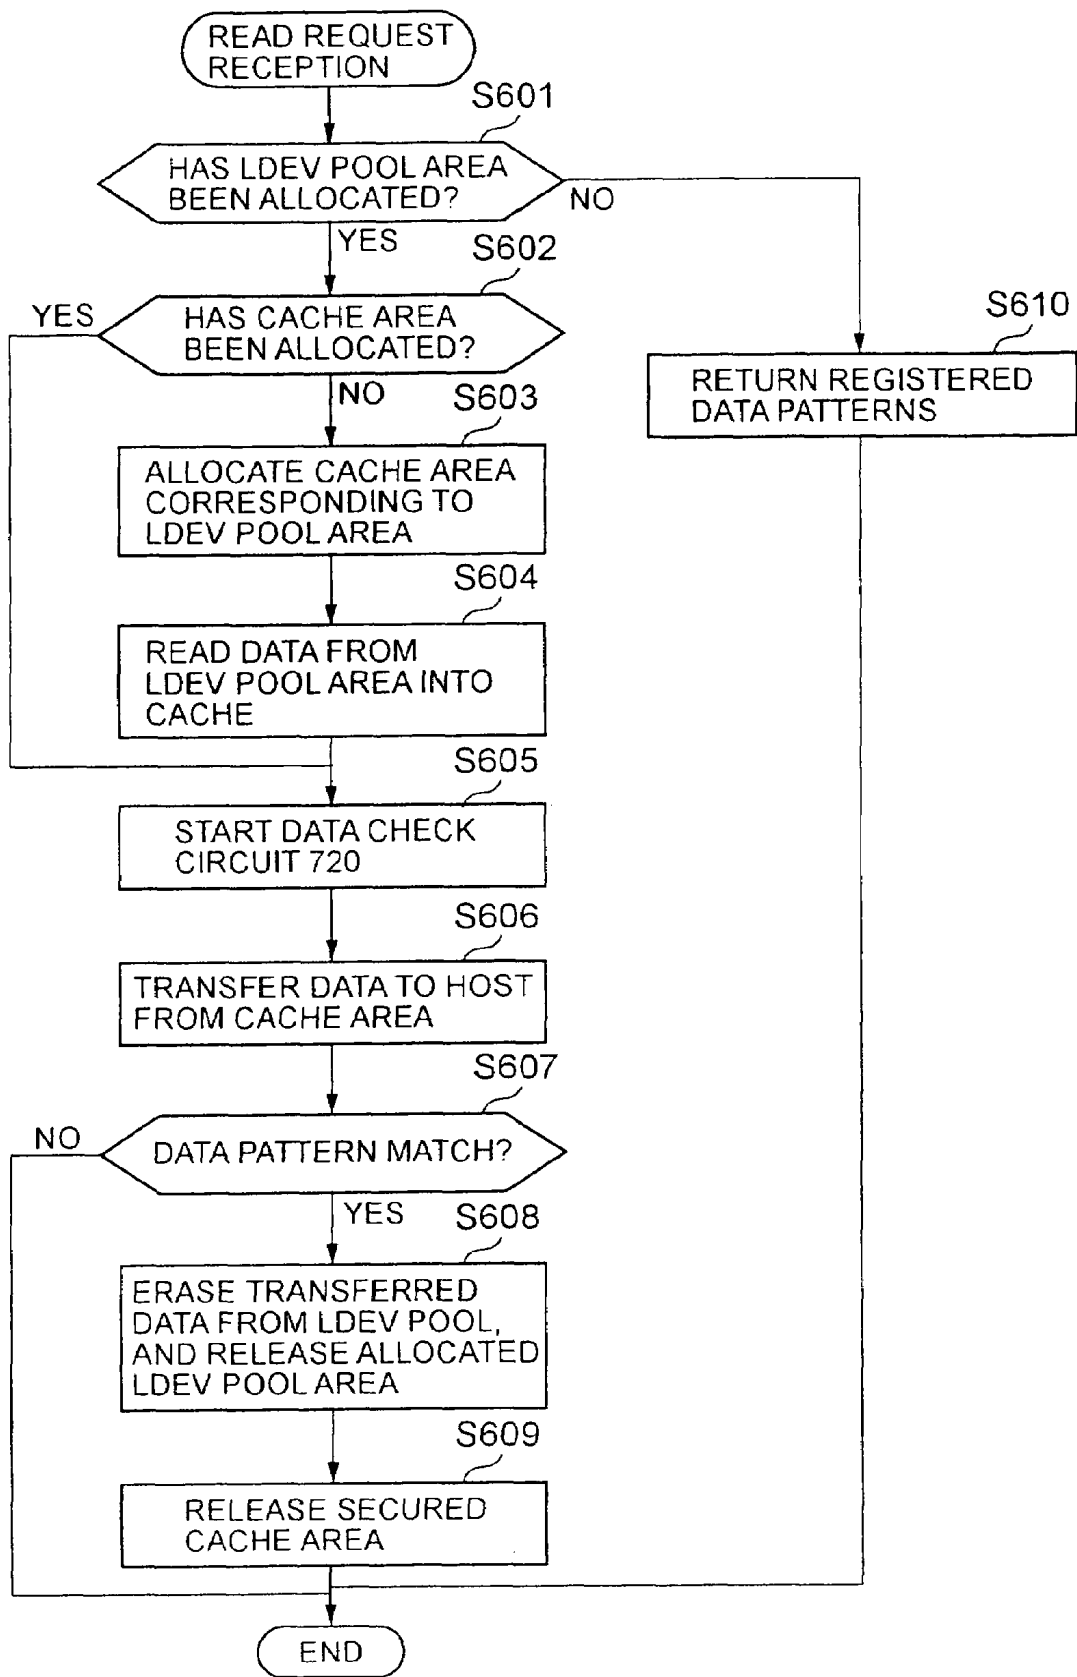 READ REQUEST
RECEPTION
S601
HAS LDEV POOL AREA
BEEN ALLOCATED?
NO
YES
S602
YES
HAS CACHE AREA
BEEN ALLOCATED?
S610
RETURN REGISTERED
DATA PATTERNS
NO
S603
ALLOCATE CACHE AREA
CORRESPONDING TO
LDEV POOL AREA
S604
READ DATA FROM
LDEV POOL AREA INTO
CACHE
S605
START DATA CHECK
CIRCUIT 720
S606
TRANSFER DATA TO HOST
FROM CACHE AREA
S607
NO
DATA PATTERN MATCH?
YES
S608
ERASE TRANSFERRED
DATA FROM LDEV POOL,
AND RELEASE ALLOCATED
LDEV POOL AREA
S609
RELEASE SECURED
CACHE AREA
END